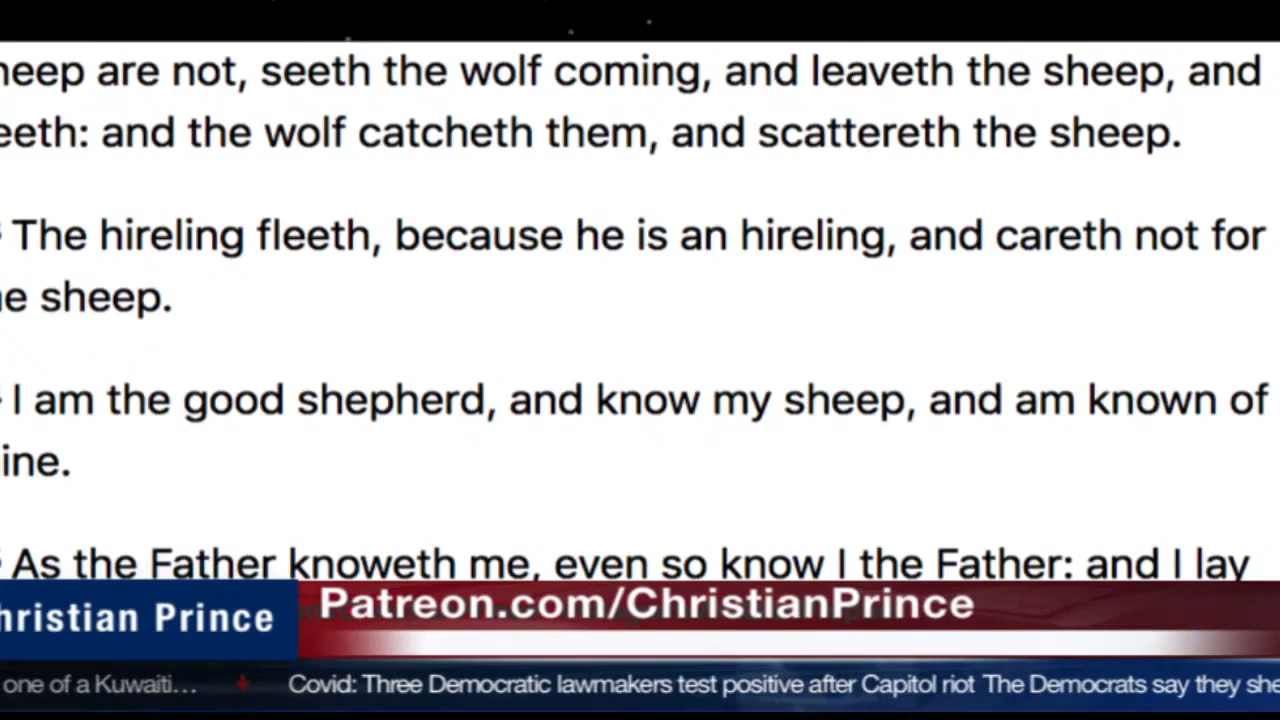 heep are not, seeth the wolf coming, and leaveth the sheep, and
eeth: and the wolf catcheth them, and scattereth the sheep.
The hireling fleeth, because he is an hireling, and careth not for
he sheep.
I am the good shepherd, and know my sheep, and am known of
ine.
As the Father knoweth me, even so know I the Father: and I lay
hristian Prince
Patreon.com/ChristianPrince
one of a Kuwaiti... + Covid: Three Democratic lawmakers test positive after Capitol riot The Democrats say they she